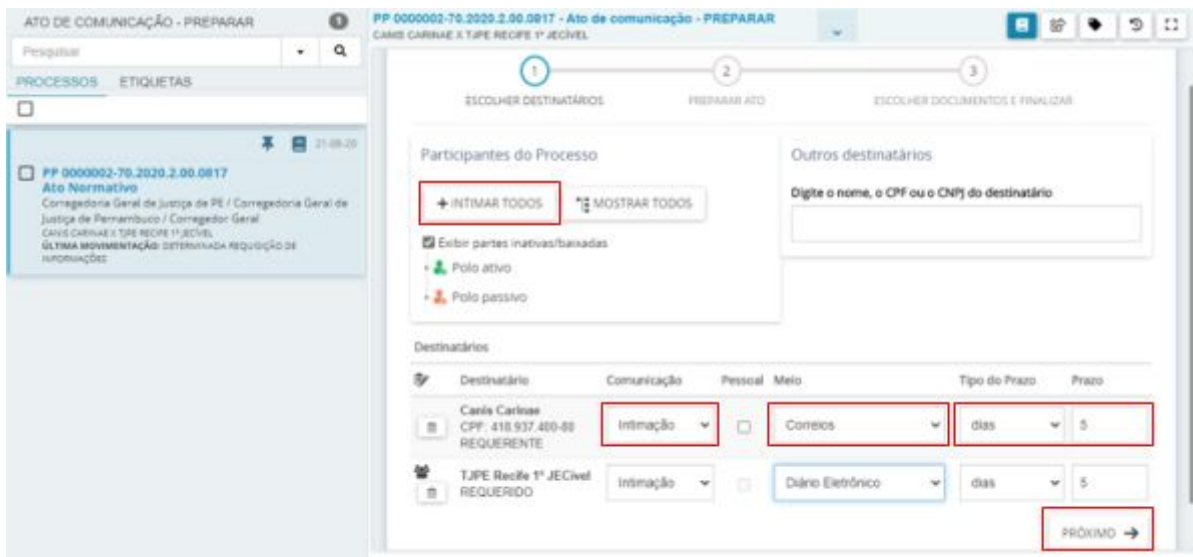 ATO DE COMUNICAÇÃO - PREPARAR
1
Pesquisar
PROCESSOS ETIQUETAS
21-08-20
PP 0000002-70.2020.2.00.0817
Ato Normativo
Corregedoria Geral de Justiça de PE / Corregedoria Geral de
Justiça de Pernambuco / Corregedor Geral
CANIS CARINAE X TJPE RECIFE 1º JECÍVEL
ÚLTIMA MOVIMENTAÇÃO: DETERMINADA REQUISIÇÃO DE
INFORMAÇÕES
PP 0000002-70.2020.2.00.0817 - Ato de comunicação - PREPARAR
CANIS CARINAE X TJPE RECIFE 1º JECÍVEL
1 2 3
ESCOLHER DESTINATÁRIOS PREPARAR ATO ESCOLHER DOCUMENTOS E FINALIZAR
Participantes do Processo
+ INTIMAR TODOS MOSTRAR TODOS
Exibir partes inativas/baixadas
Polo ativo
Polo passivo
Outros destinatários
Digite o nome, o CPF ou o CNPJ do destinatário
Destinatários
Destinatário Comunicação Pessoal Meio Tipo do Prazo Prazo
Canis Carinae
CPF: 418.937.400-80 Intimação Correios dias 5
REQUERENTE
TJPE Recife 1º JECível Intimação Diário Eletrônico dias 5
REQUERIDO
PRÓXIMO →